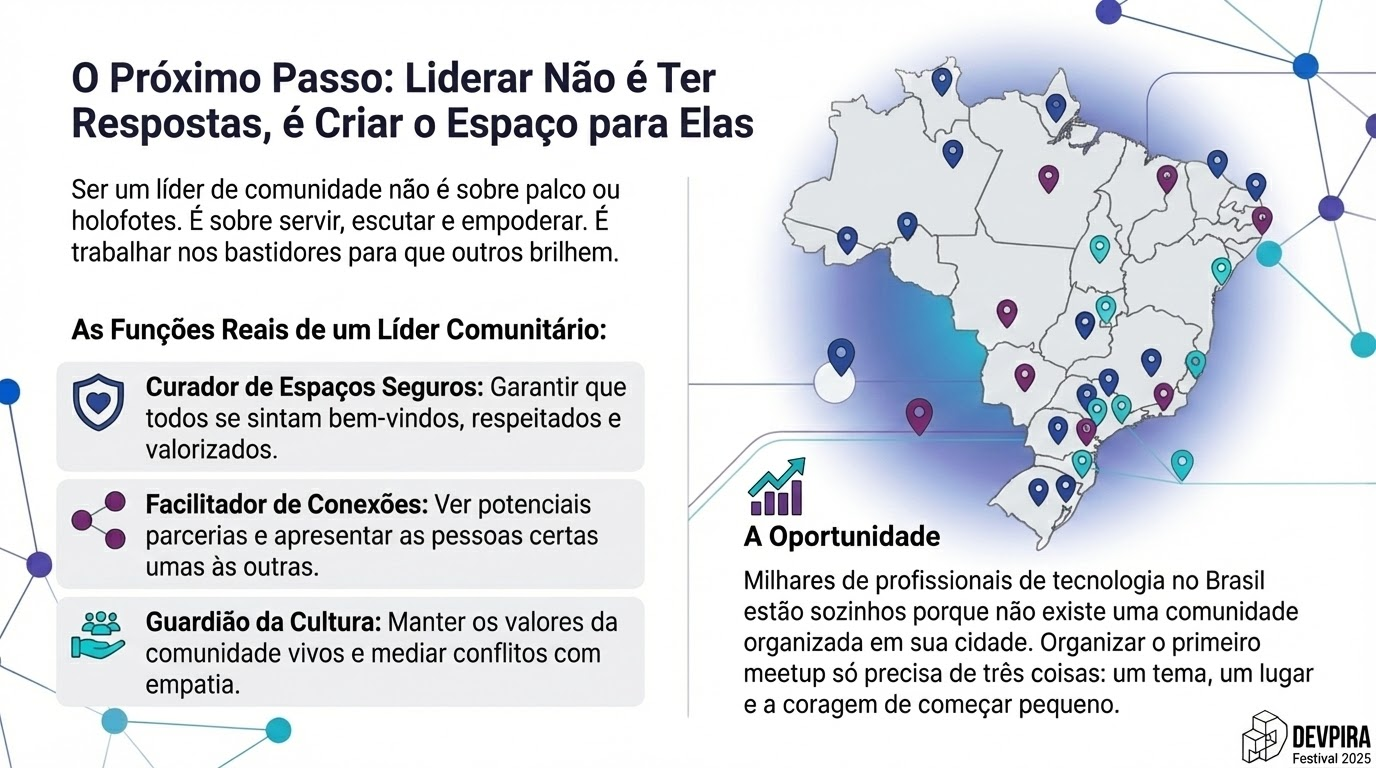 O Próximo Passo: Liderar Não é Ter
Respostas, é Criar o Espaço para Elas
Ser um líder de comunidade não é sobre palco ou
holofotes. É sobre servir, escutar e empoderar. É
trabalhar nos bastidores para que outros brilhem.
As Funções Reais de um Líder Comunitário:
Curador de Espaços Seguros: Garantir que
todos se sintam bem-vindos, respeitados e
valorizados.
Facilitador de Conexões: Ver potenciais
parcerias e apresentar as pessoas certas
umas às outras.
Guardião da Cultura: Manter os valores da
comunidade vivos e mediar conflitos com
empatia.
A Oportunidade
Milhares de profissionais de tecnologia no Brasil
estão sozinhos porque não existe uma comunidade
organizada em sua cidade. Organizar o primeiro
meetup só precisa de três coisas: um tema, um lugar
e a coragem de começar pequeno.
DEVPIRA
Festival 2025